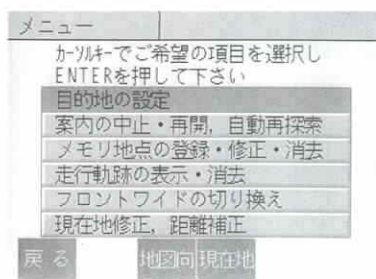 メニュー
カーソルキーでご希望の項目を選択し
ENTERを押して下さい
目的地の設定
案内の中止・再開，自動再探索
メモリ地点の登録・修正・消去
走行軌跡の表示・消去
フロントワイドの切り換え
現在地修正，距離補正
戻る 地図向 現在地